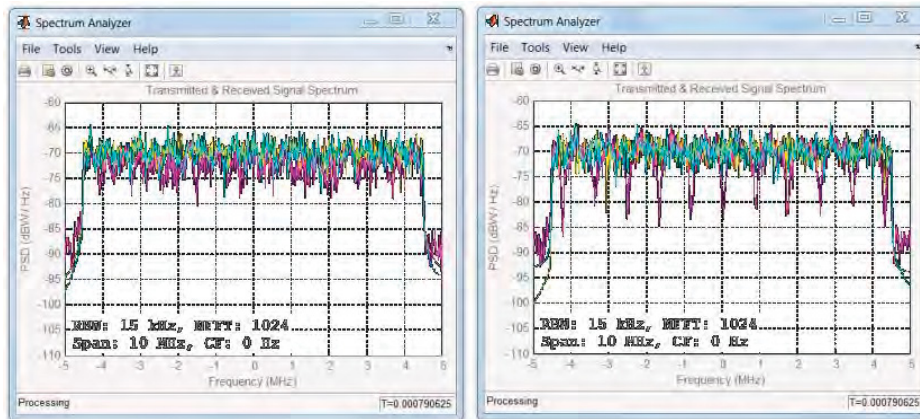 Spectrum Analyzer
File Tools View Help
Transmitted & Received Signal Spectrum
-60
-65
-70
-75
-80
-85
-90
-95
-100
-105
-110
PSD (dBW / Hz)
RBW: 15 kHz, NFFT: 1024
Span: 10 MHz, CF: 0 Hz
-5 -4 -3 -2 -1 0 1 2 3 4 5
Frequency (MHz)
Processing T=0.000790625
Spectrum Analyzer
File Tools View Help
Transmitted & Received Signal Spectrum
-60
-65
-70
-75
-80
-85
-90
-95
-100
-105
-110
PSD (dBW / Hz)
RBW: 15 kHz, NFFT: 1024
Span: 10 MHz, CF: 0 Hz
-5 -4 -3 -2 -1 0 1 2 3 4 5
Frequency (MHz)
Processing T=0.000790625